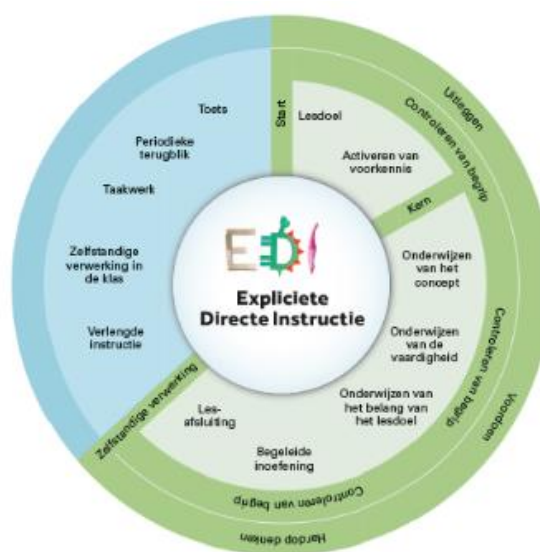 Start
Lesdoel
Activeren van
voorkennis
Kern
Onderwijzen
van het
concept
Onderwijzen
van de
vaardigheid
Onderwijzen van
het belang van
het lesdoel
Begeleide
inoefening
Les-
afsluiting
Zelfstandige verwerking
Verlengde
instructie
Zelfstandige
verwerking in
de klas
Taakwerk
Periodieke
terugblik
Toets
EDI
Expliciete
Directe Instructie
Controleren van begrip
Controleren van begrip
Controleren van begrip
Uitleggen
Voordoen
Hardop denken